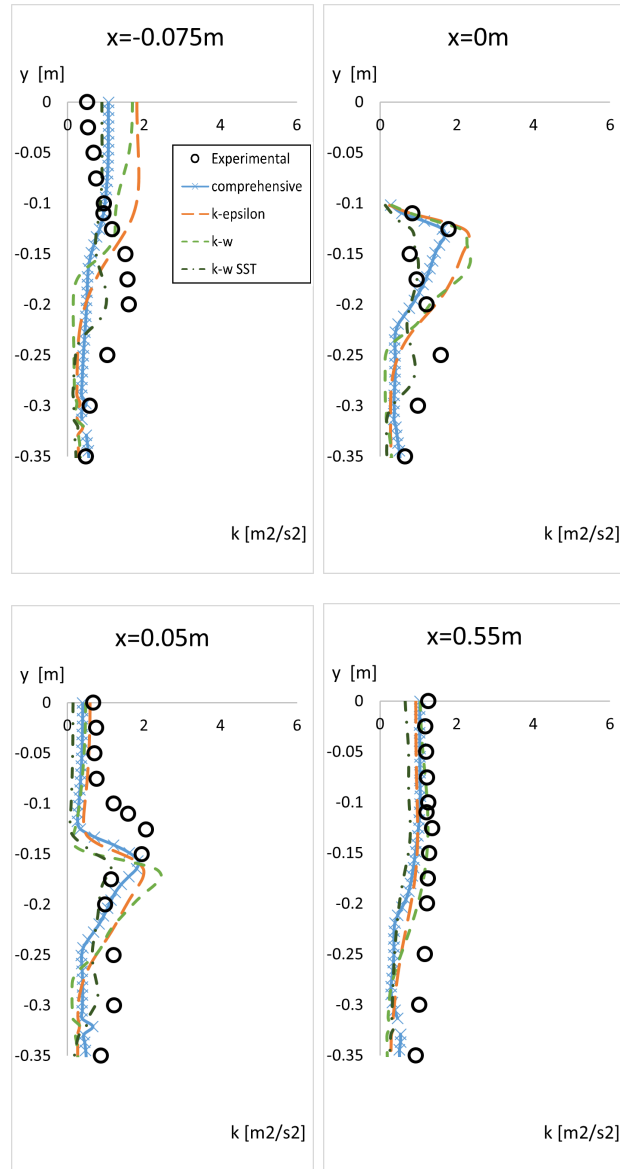 x=-0.075m
y [m]
0
0 2 4 6
-0.05
-0.1
-0.15
-0.2
-0.25
-0.3
-0.35
k [m2/s2]
Experimental
comprehensive
k-epsilon
k-w
k-w SST
x=0m
y [m]
0
0 2 4 6
-0.05
-0.1
-0.15
-0.2
-0.25
-0.3
-0.35
k [m2/s2]
x=0.05m
y [m]
0
0 2 4 6
-0.05
-0.1
-0.15
-0.2
-0.25
-0.3
-0.35
k [m2/s2]
x=0.55m
y [m]
0
0 2 4 6
-0.05
-0.1
-0.15
-0.2
-0.25
-0.3
-0.35
k [m2/s2]